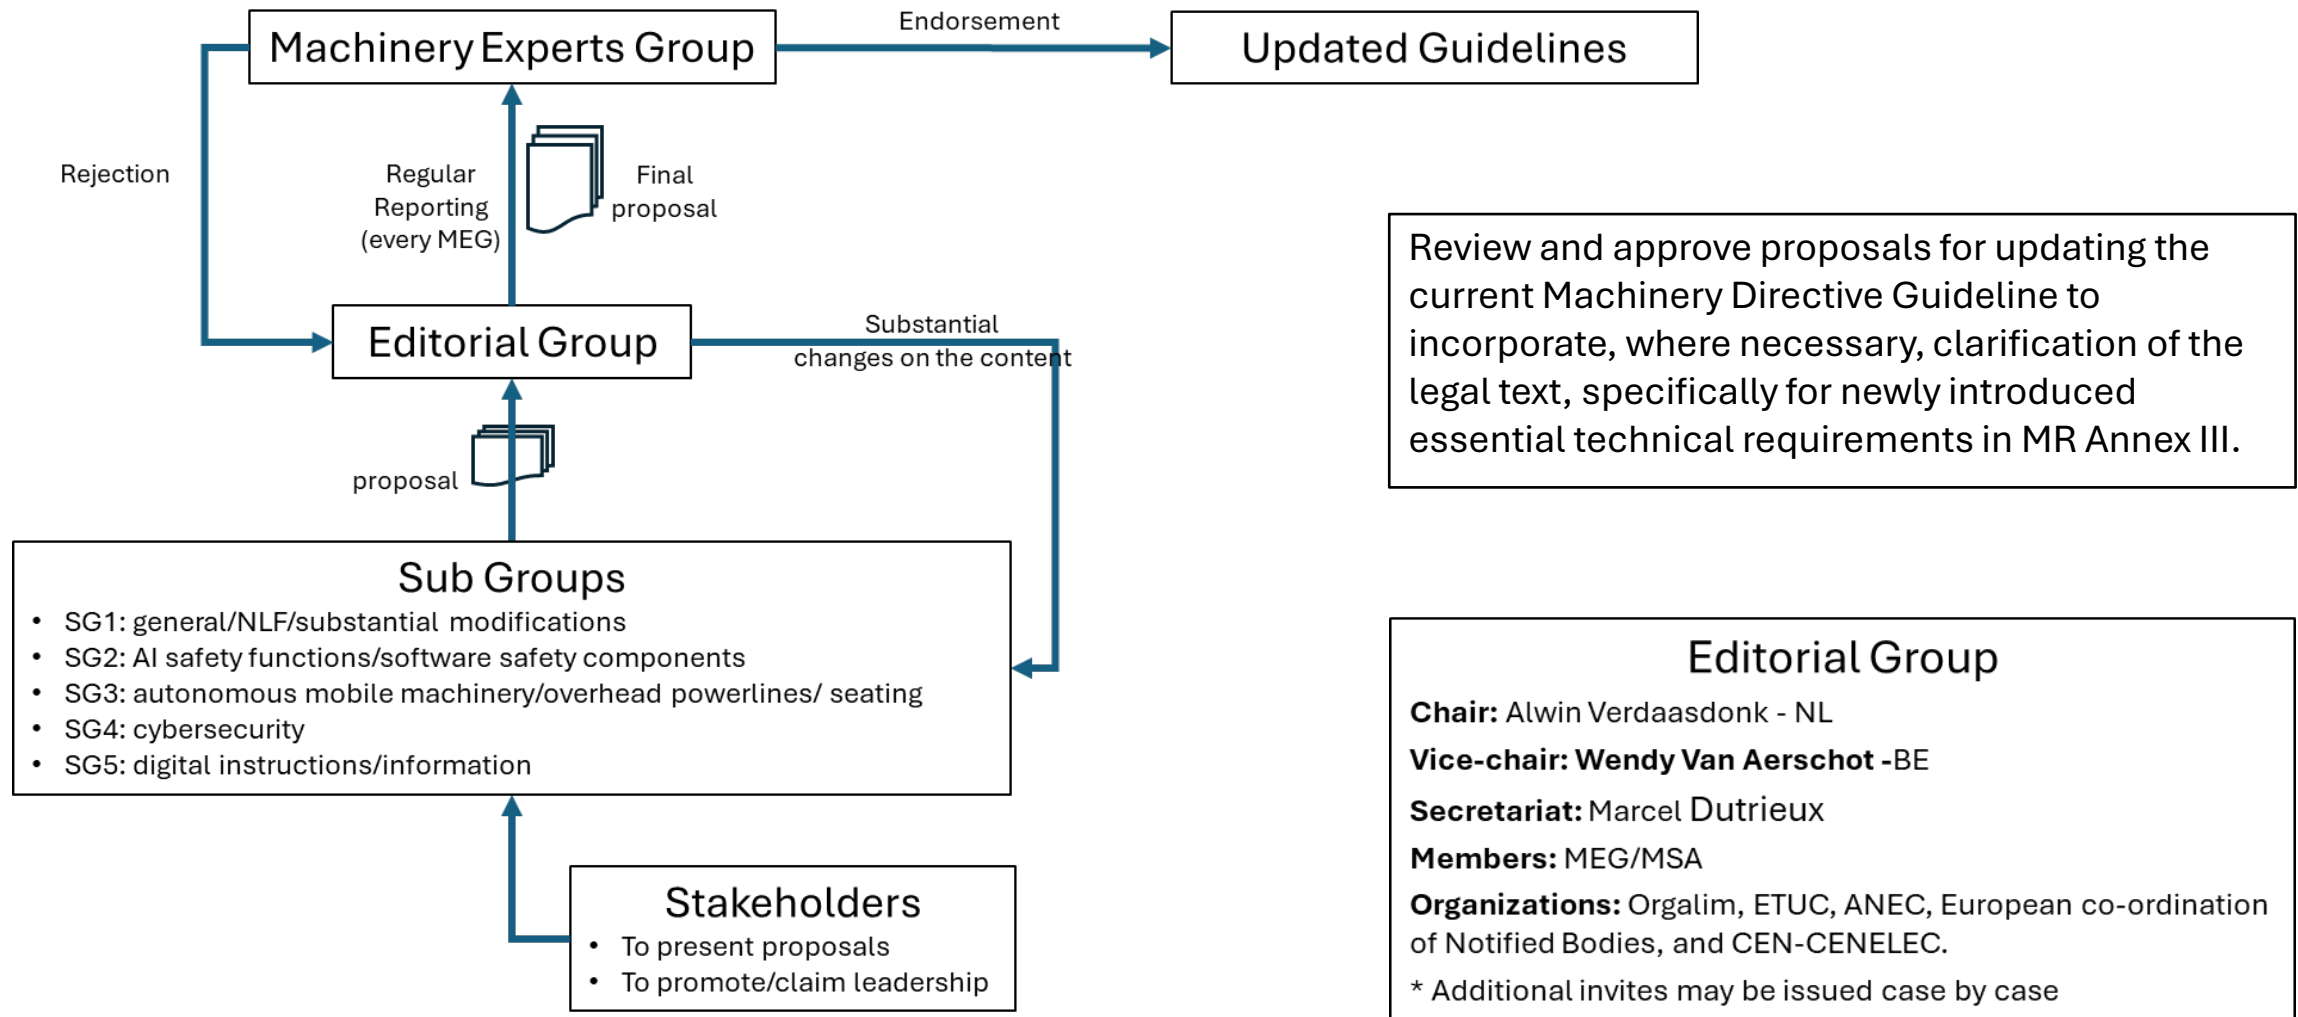 Machinery Experts Group
Endorsement
Updated Guidelines
Rejection
Regular
Reporting
(every MEG)
Final
proposal
Review and approve proposals for updating the
current Machinery Directive Guideline to
incorporate, where necessary, clarification of the
legal text, specifically for newly introduced
essential technical requirements in MR Annex III.
Editorial Group
Substantial
changes on the content
proposal
Sub Groups
• SG1: general/NLF/substantial modifications
• SG2: AI safety functions/software safety components
• SG3: autonomous mobile machinery/overhead powerlines/ seating
• SG4: cybersecurity
• SG5: digital instructions/information
Stakeholders
• To present proposals
• To promote/claim leadership
Editorial Group
Chair: Alwin Verdaasdonk - NL
Vice-chair: Wendy Van Aerschot -BE
Secretariat: Marcel Dutrieux
Members: MEG/MSA
Organizations: Orgalim, ETUC, ANEC, European co-ordination
of Notified Bodies, and CEN-CENELEC.
* Additional invites may be issued case by case